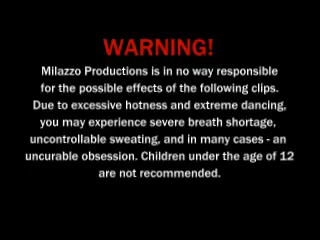 WARNING!
Milazzo Productions is in no way responsible
for the possible effects of the following clips.
Due to excessive hotness and extreme dancing,
you may experience severe breath shortage,
uncontrollable sweating, and in many cases - an
uncurable obsession. Children under the age of 12
are not recommended.